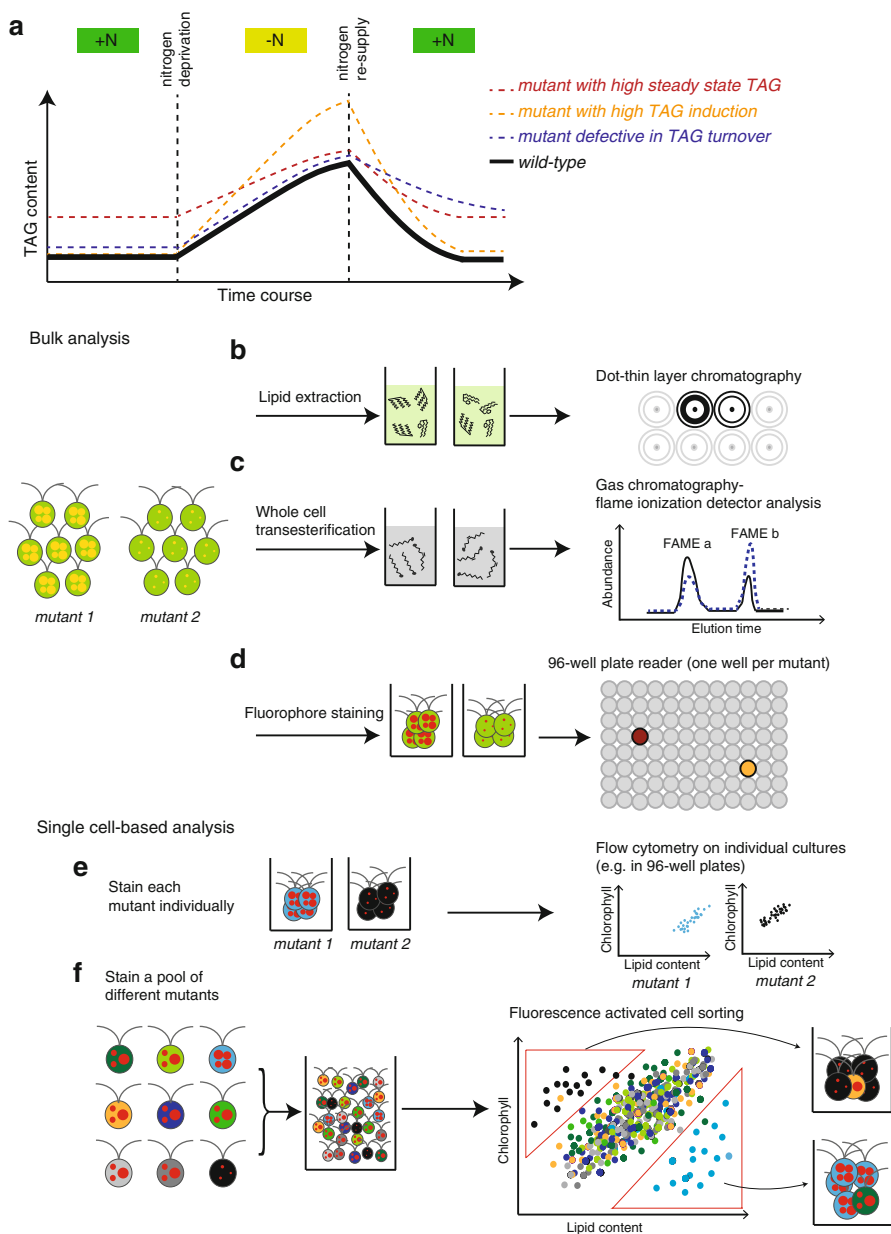 a
+N
-N
+N
nitrogen
deprivation
nitrogen
re-supply
TAG content
Time course
mutant with high steady state TAG
mutant with high TAG induction
mutant defective in TAG turnover
wild-type
Bulk analysis
b
Lipid extraction
Dot-thin layer chromatography
c
Whole cell
transesterification
Gas chromatography-
flame ionization detector analysis
Abundance
FAME a
FAME b
Elution time
mutant 1
mutant 2
d
Fluorophore staining
96-well plate reader (one well per mutant)
Single cell-based analysis
e
Stain each
mutant individually
mutant 1
mutant 2
Flow cytometry on individual cultures
(e.g. in 96-well plates)
Chlorophyll
Lipid content
mutant 1
Chlorophyll
Lipid content
mutant 2
f
Stain a pool of
different mutants
Fluorescence activated cell sorting
Chlorophyll
Lipid content